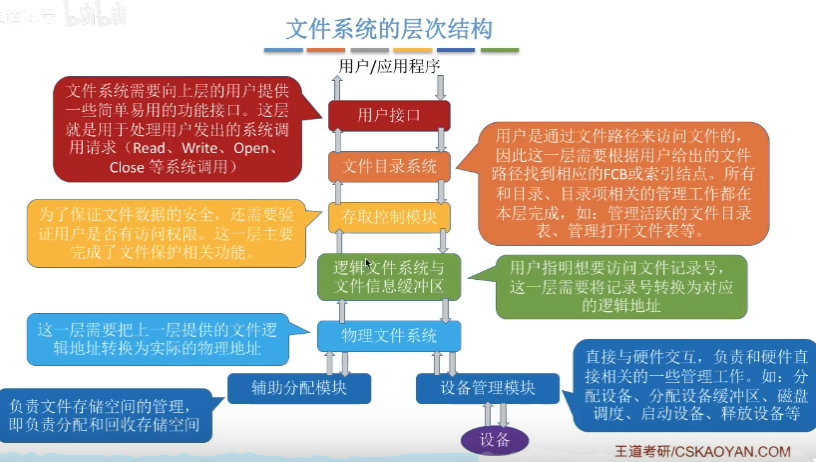 文件系统的层次结构
用户/应用程序
文件系统需要向上层的用户提供
一些简单易用的功能接口。这层
就是用于处理用户发出的系统调
用请求（Read、Write、Open、
Close 等系统调用）
用户接口
文件目录系统
用户是通过文件路径来访问文件的，
因此这一层需要根据用户给出的文件
路径找到相应的FCB或索引结点。所有
和目录、目录项相关的管理工作都在
本层完成，如：管理活跃的文件目录
表、管理打开文件表等。
为了保证文件数据的安全，还需要验
证用户是否有访问权限。这一层主要
完成了文件保护相关功能。
存取控制模块
逻辑文件系统与
文件信息缓冲区
用户指明想要访问文件记录号，
这一层需要将记录号转换为对应
的逻辑地址
这一层需要把上一层提供的文件逻
辑地址转换为实际的物理地址
物理文件系统
辅助分配模块
设备管理模块
直接与硬件交互，负责和硬件直
接相关的一些管理工作。如：分
配设备、分配设备缓冲区、磁盘
调度、启动设备、释放设备等
负责文件存储空间的管理，
即负责分配和回收存储空间
设备
王道考研/CSKAOYAN.COM